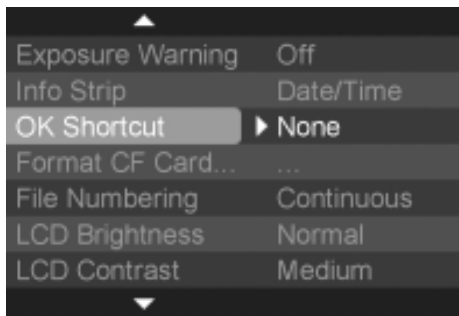 Exposure Warning Off
Info Strip Date/Time
OK Shortcut None
Format CF Card... ...
File Numbering Continuous
LCD Brightness Normal
LCD Contrast Medium